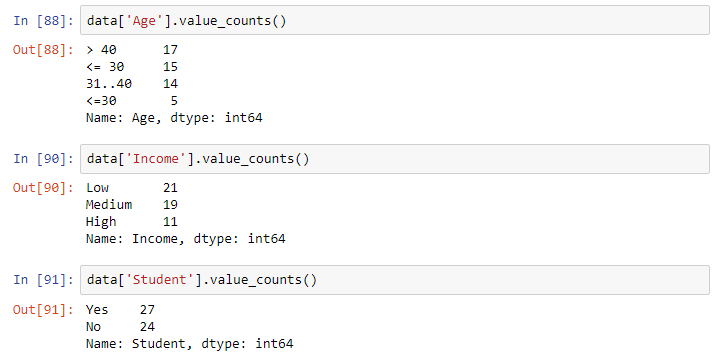 In [88]: data['Age'].value_counts()
Out[88]: > 40      17
<= 30     15
31..40    14
<=30       5
Name: Age, dtype: int64
In [90]: data['Income'].value_counts()
Out[90]: Low       21
Medium    19
High      11
Name: Income, dtype: int64
In [91]: data['Student'].value_counts()
Out[91]: Yes    27
No     24
Name: Student, dtype: int64